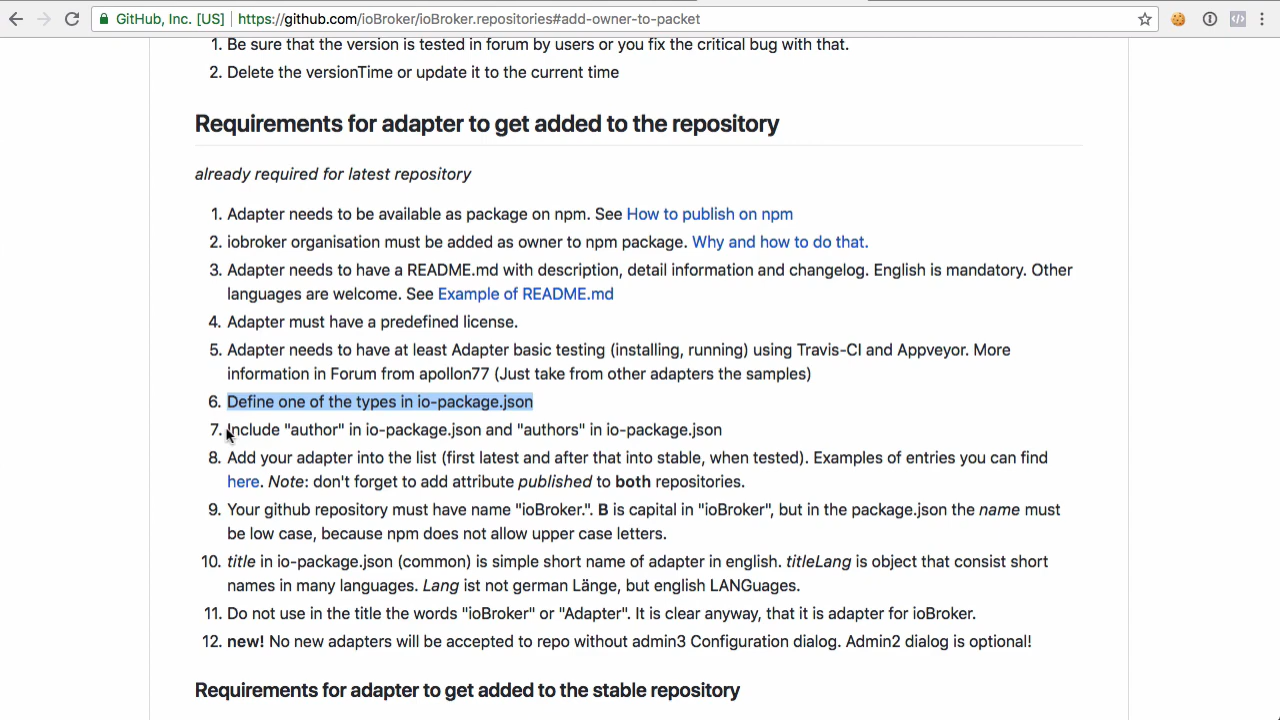 GitHub, Inc. [US] https://github.com/ioBroker/ioBroker.repositories#add-owner-to-packet
1. Be sure that the version is tested in forum by users or you fix the critical bug with that.
2. Delete the versionTime or update it to the current time
Requirements for adapter to get added to the repository
already required for latest repository
1. Adapter needs to be available as package on npm. See How to publish on npm
2. iobroker organisation must be added as owner to npm package. Why and how to do that.
3. Adapter needs to have a README.md with description, detail information and changelog. English is mandatory. Other
languages are welcome. See Example of README.md
4. Adapter must have a predefined license.
5. Adapter needs to have at least Adapter basic testing (installing, running) using Travis-CI and Appveyor. More
information in Forum from apollon77 (Just take from other adapters the samples)
6. Define one of the types in io-package.json
7. Include "author" in io-package.json and "authors" in io-package.json
8. Add your adapter into the list (first latest and after that into stable, when tested). Examples of entries you can find
here. Note: don't forget to add attribute published to both repositories.
9. Your github repository must have name "ioBroker.". B is capital in "ioBroker", but in the package.json the name must
be low case, because npm does not allow upper case letters.
10. title in io-package.json (common) is simple short name of adapter in english. titleLang is object that consist short
names in many languages. Lang ist not german Länge, but english LANGuages.
11. Do not use in the title the words "ioBroker" or "Adapter". It is clear anyway, that it is adapter for ioBroker.
12. new! No new adapters will be accepted to repo without admin3 Configuration dialog. Admin2 dialog is optional!
Requirements for adapter to get added to the stable repository